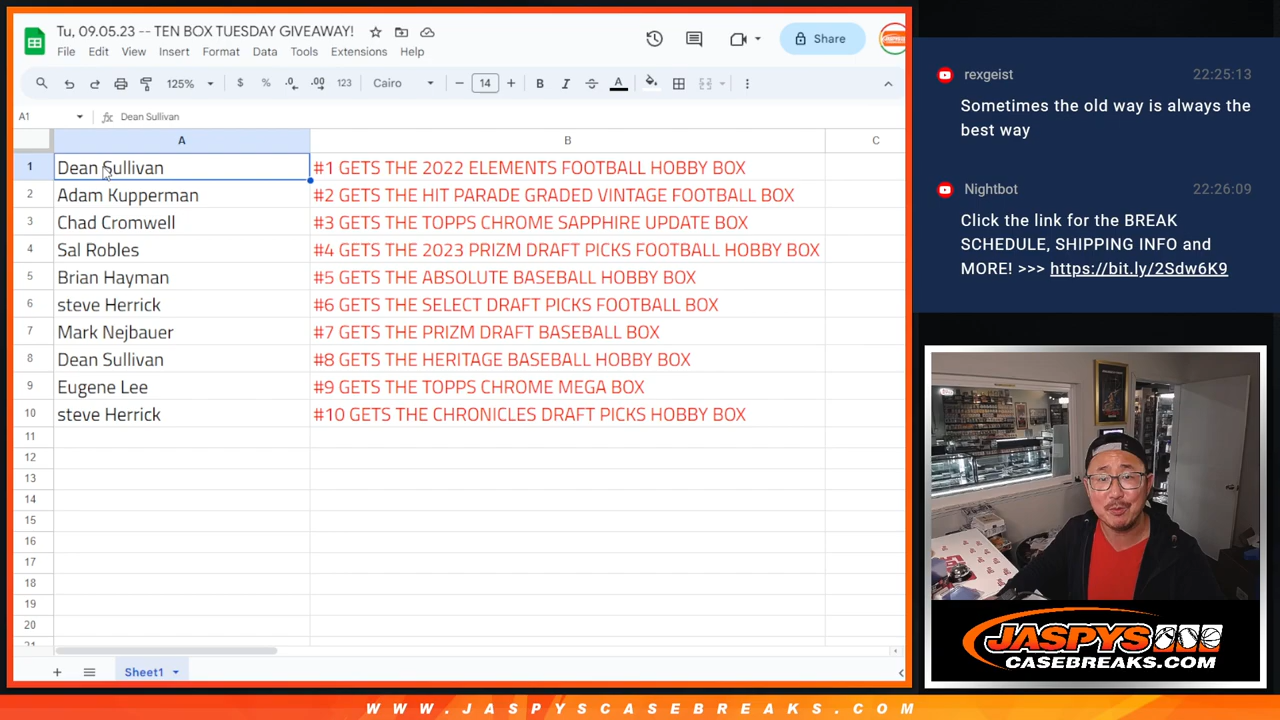 Tu, 09.05.23 -- TEN BOX TUESDAY GIVEAWAY!
File Edit View Insert Format Data Tools Extensions Help
Share
125% $ % .0 .00 123 Cairo 14 B I A
A1 fx Dean Sullivan
A B C
1 Dean Sullivan #1 GETS THE 2022 ELEMENTS FOOTBALL HOBBY BOX
2 Adam Kupperman #2 GETS THE HIT PARADE GRADED VINTAGE FOOTBALL BOX
3 Chad Cromwell #3 GETS THE TOPPS CHROME SAPPHIRE UPDATE BOX
4 Sal Robles #4 GETS THE 2023 PRIZM DRAFT PICKS FOOTBALL HOBBY BOX
5 Brian Hayman #5 GETS THE ABSOLUTE BASEBALL HOBBY BOX
6 steve Herrick #6 GETS THE SELECT DRAFT PICKS FOOTBALL BOX
7 Mark Nejbauer #7 GETS THE PRIZM DRAFT BASEBALL BOX
8 Dean Sullivan #8 GETS THE HERITAGE BASEBALL HOBBY BOX
9 Eugene Lee #9 GETS THE TOPPS CHROME MEGA BOX
10 steve Herrick #10 GETS THE CHRONICLES DRAFT PICKS HOBBY BOX
11
12
13
14
15
16
17
18
19
20
Sheet1
rexgeist 22:25:13
Sometimes the old way is always the
best way
Nightbot 22:26:09
Click the link for the BREAK
SCHEDULE, SHIPPING INFO and
MORE! >>> https://bit.ly/2Sdw6K9
JASPYS
CASEBREAKS.COM
WWW.JASPYSCASEBREAKS.COM